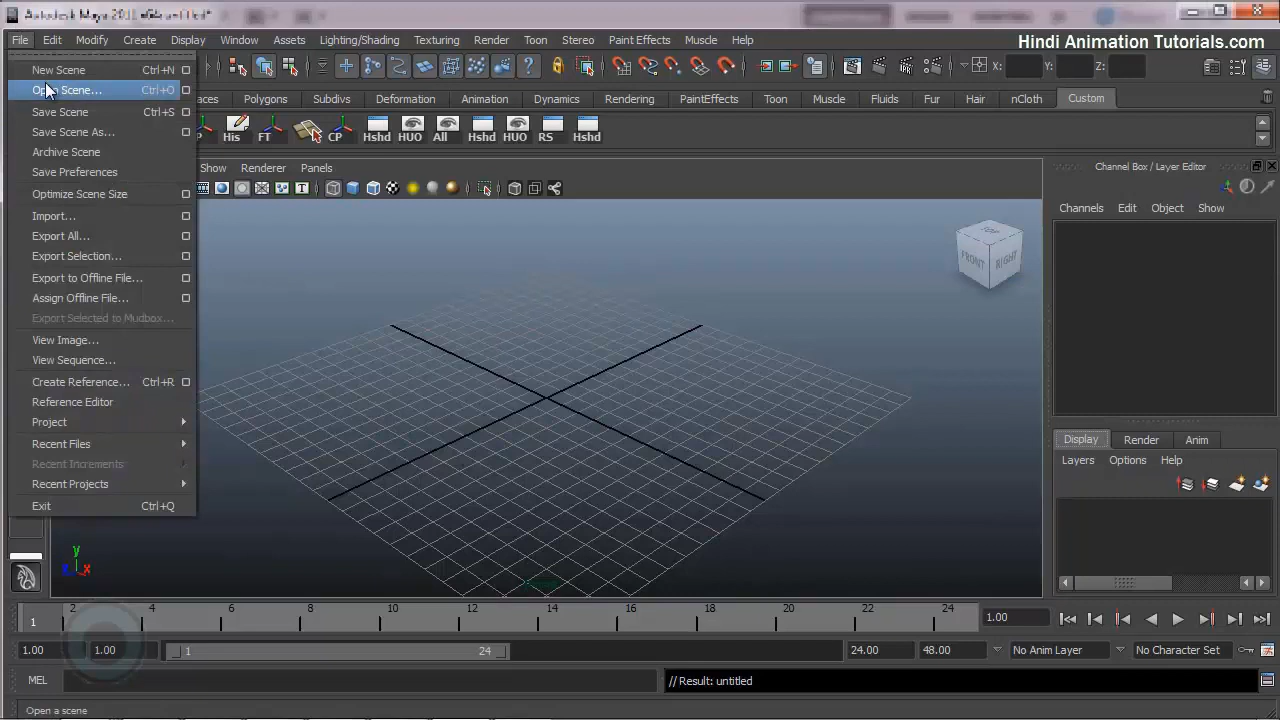 Autodesk Maya 2011
File Edit Modify Create Display Window Assets Lighting/Shading Texturing Render Toon Stereo Paint Effects Muscle Help
Hindi Animation Tutorials.com
X: Y: Z:
New Scene Ctrl+N
Open Scene... Ctrl+O
Save Scene Ctrl+S
Save Scene As...
Archive Scene
Save Preferences
Optimize Scene Size
Import...
Export All...
Export Selection...
Export to Offline File...
Assign Offline File...
Export Selected to Mudbox...
View Image...
View Sequence...
Create Reference... Ctrl+R
Reference Editor
Project
Recent Files
Recent Increments
Recent Projects
Exit Ctrl+Q
Polygons Subdivs Deformation Animation Dynamics Rendering PaintEffects Toon Muscle Fluids Fur Hair nCloth Custom
His FT CP Hshd HUO All Hshd HUO RS Hshd
Show Renderer Panels
TOP
FRONT RIGHT
y
x
Channel Box / Layer Editor
Channels Edit Object Show
Display Render Anim
Layers Options Help
1 2 4 6 8 10 12 14 16 18 20 22 24 1.00
1.00 1.00 1 24 24.00 48.00 No Anim Layer No Character Set
MEL // Result: untitled
Open a scene